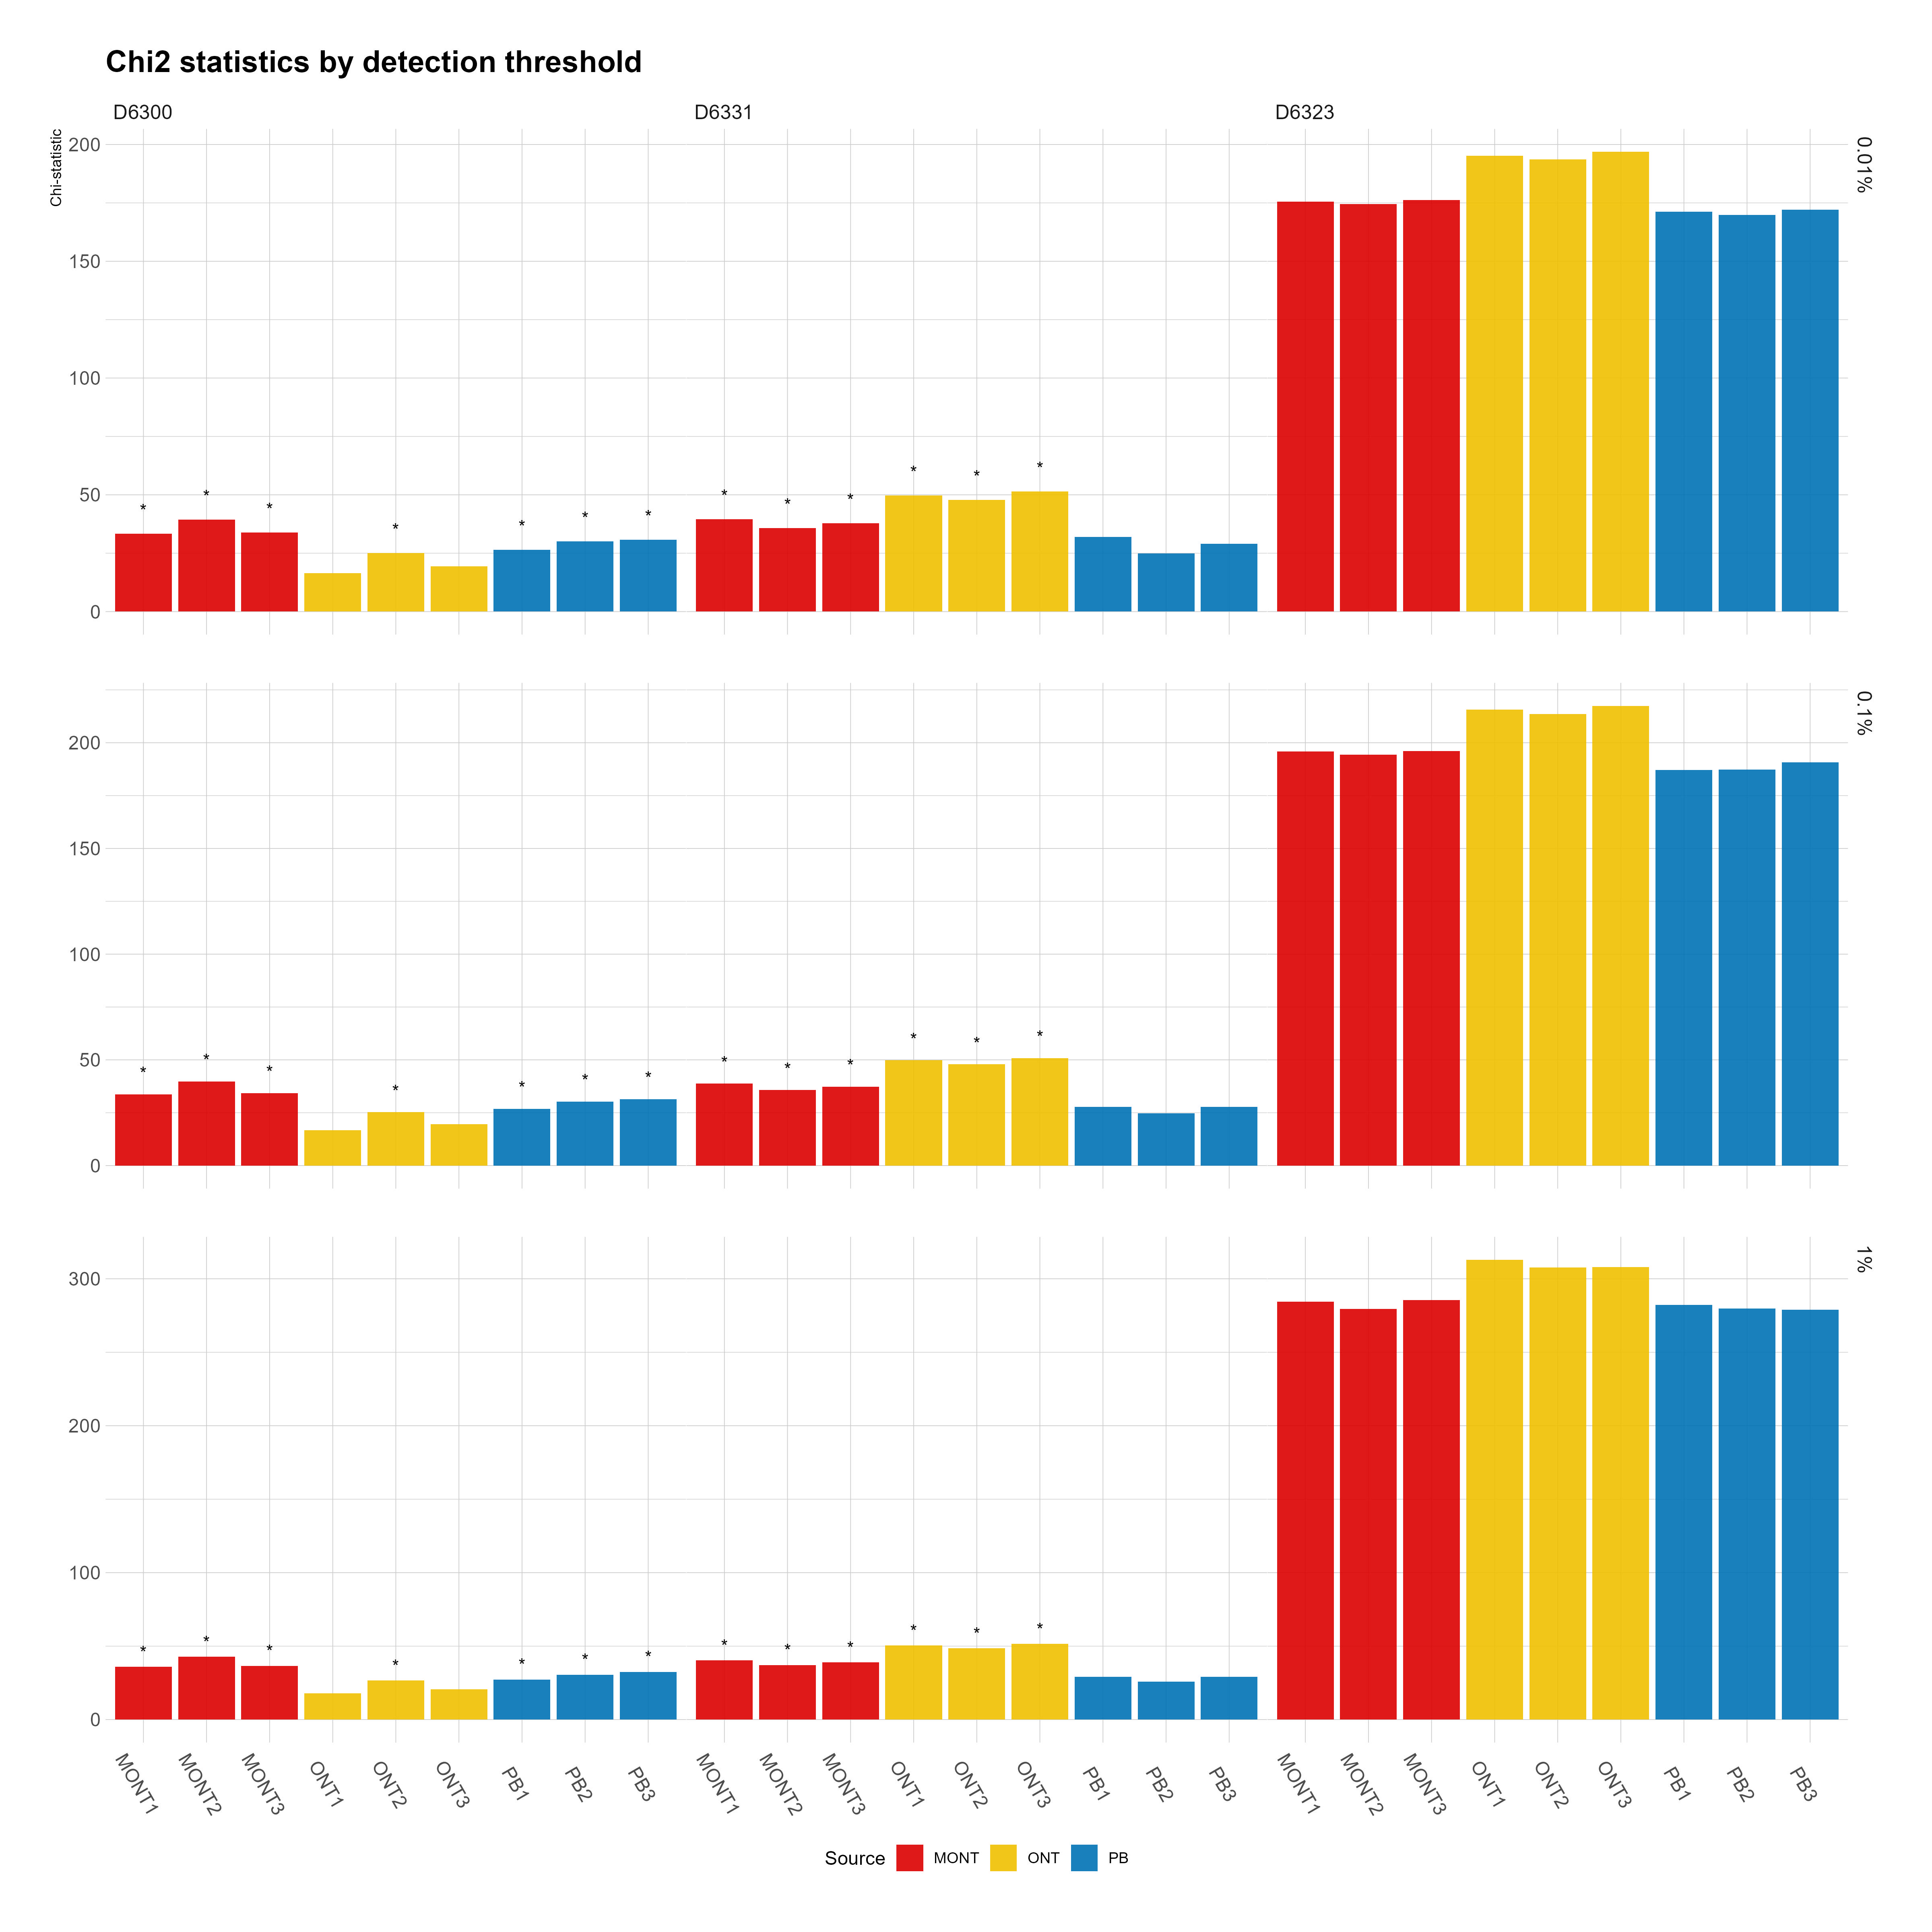 Chi2 statistics by detection threshold
D6300 D6331 D6323
Chi-statistic
0.01%
200
150
100
50
0
* * * * * * * * * * * * *
0.1%
200
150
100
50
0
* * * * * * * * * * * * *
1%
300
200
100
0
* * * * * * * * * * * * *
MONT1 MONT2 MONT3 ONT1 ONT2 ONT3 PB1 PB2 PB3 MONT1 MONT2 MONT3 ONT1 ONT2 ONT3 PB1 PB2 PB3 MONT1 MONT2 MONT3 ONT1 ONT2 ONT3 PB1 PB2 PB3
Source MONT ONT PB